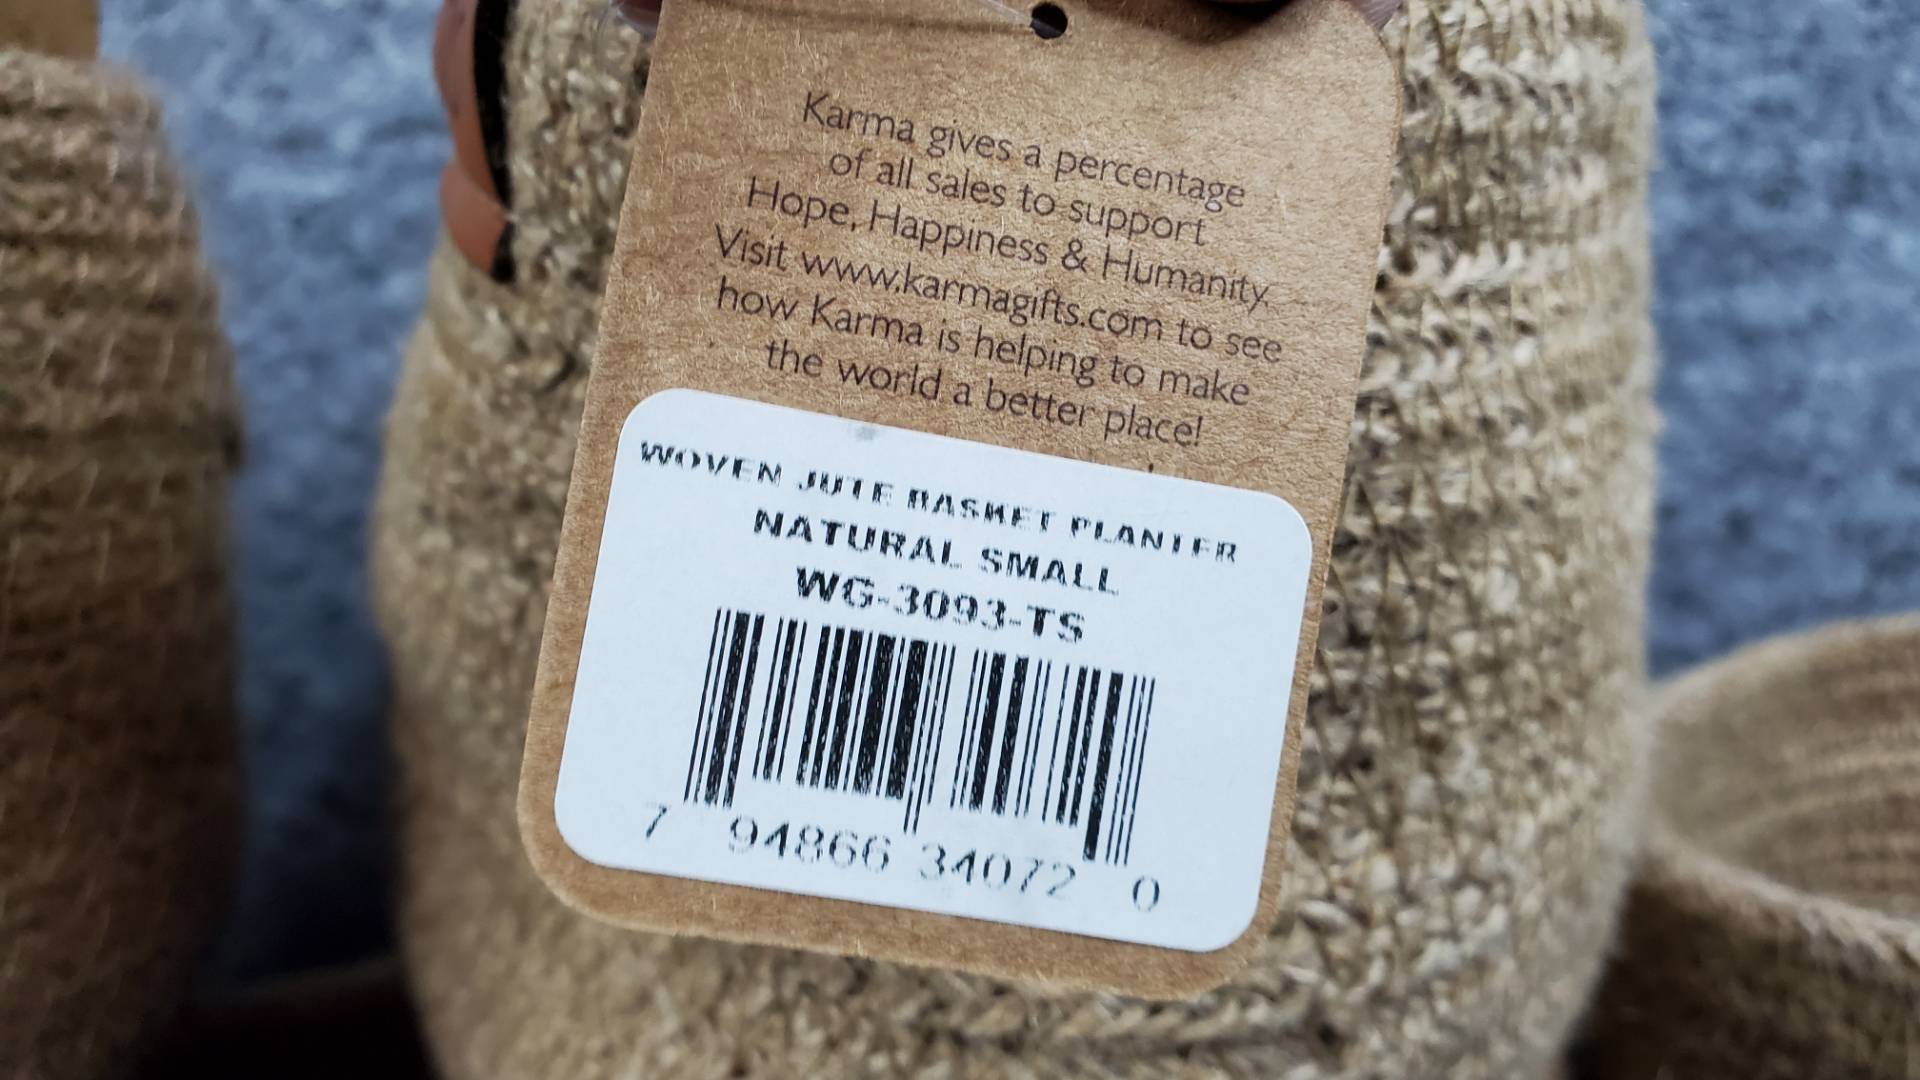 Karma gives a percentage
of all sales to support
Hope, Happiness & Humanity.
Visit www.karmagifts.com to see
how Karma is helping to make
the world a better place!
WOVEN JUTE BASKET PLANTER
NATURAL SMALL
WG-3093-TS
7 94866 34072 0